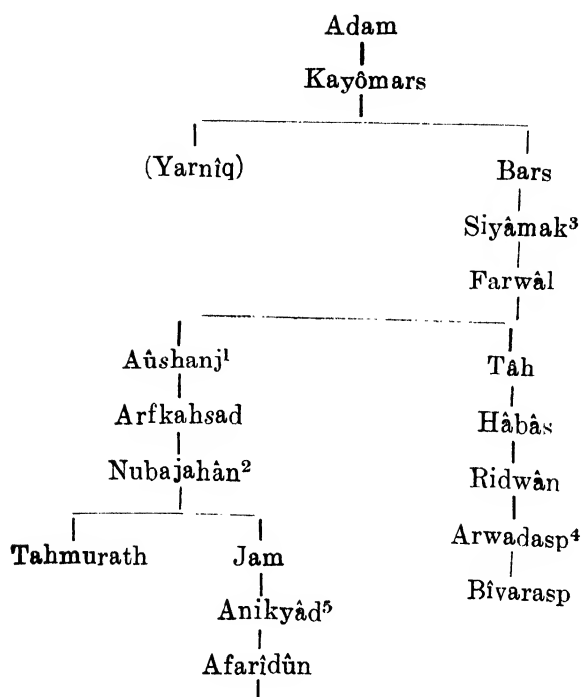 Adam
Kayômars
(Yarnîq) Bars
Siyâmak³
Farwâl
Aûshanj¹ Tâh
Arfkahsad Hâbâs
Nubajahân² Ridwân
Tahmurath Jam Arwadasp⁴
Anikyâd⁵ Bîvarasp
Afarîdûn